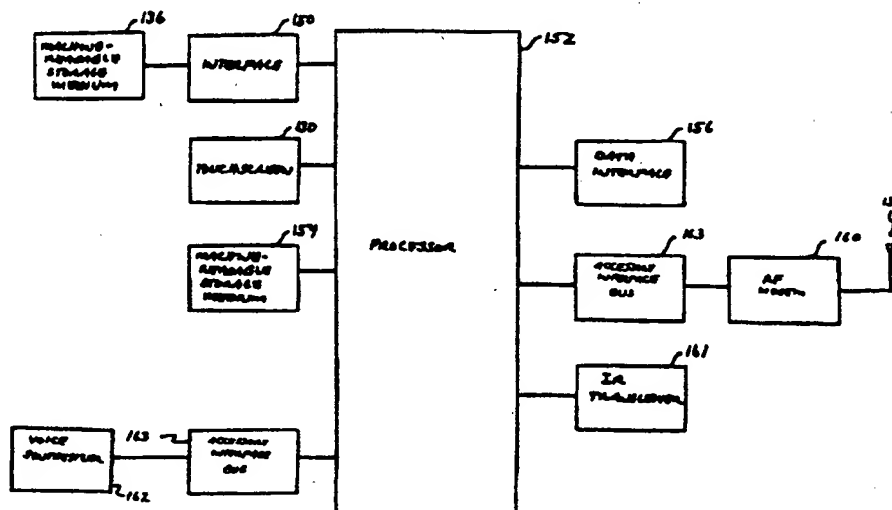 136
MACHINE-
READABLE
STORAGE
MEDIUM
150
INTERFACE
152
130
TOUCHSCREEN
156
DATA
INTERFACE
154
MACHINE-
READABLE
STORAGE
MEDIUM
PROCESSOR
163
ACCESSORY
INTERFACE
BUS
160
RF
MODEM
161
IR
TRANSCEIVER
VOICE
SYNTHESIZER
162
163
ACCESSORY
INTERFACE
BUS